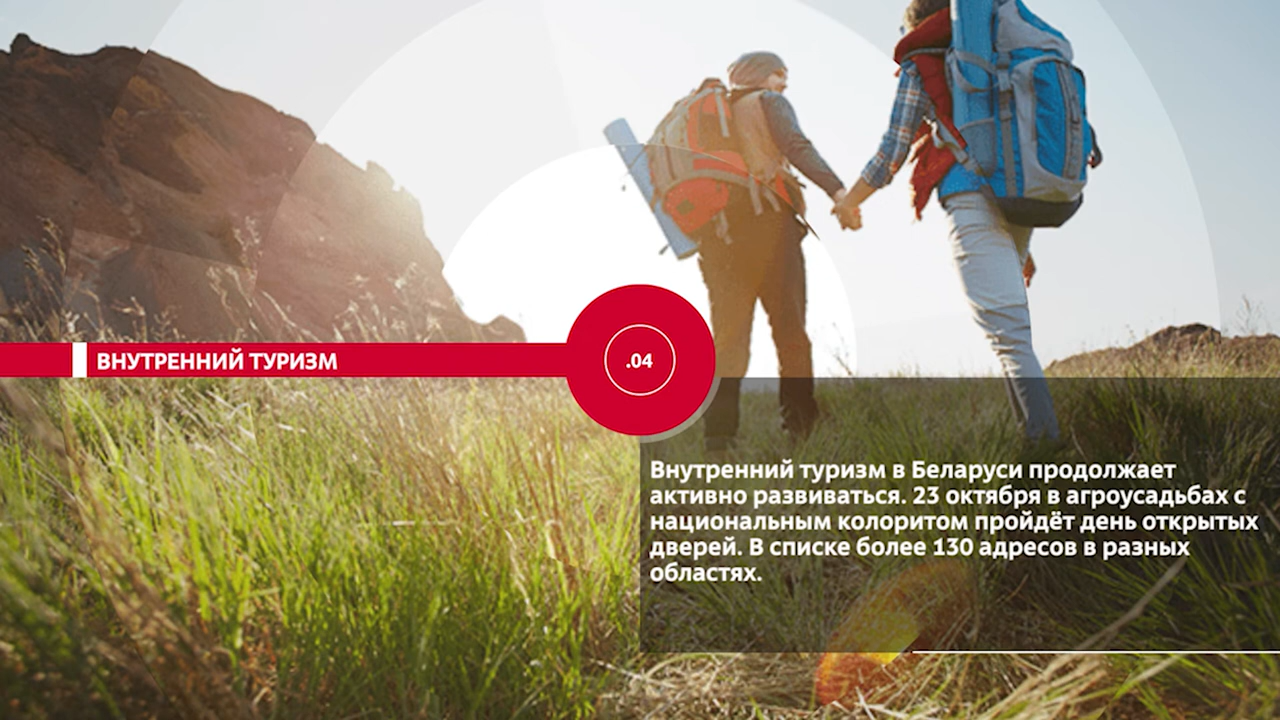 ВНУТРЕННИЙ ТУРИЗМ
.04
Внутренний туризм в Беларуси продолжает
активно развиваться. 23 октября в агроусадьбах с
национальным колоритом пройдёт день открытых
дверей. В списке более 130 адресов в разных
областях.